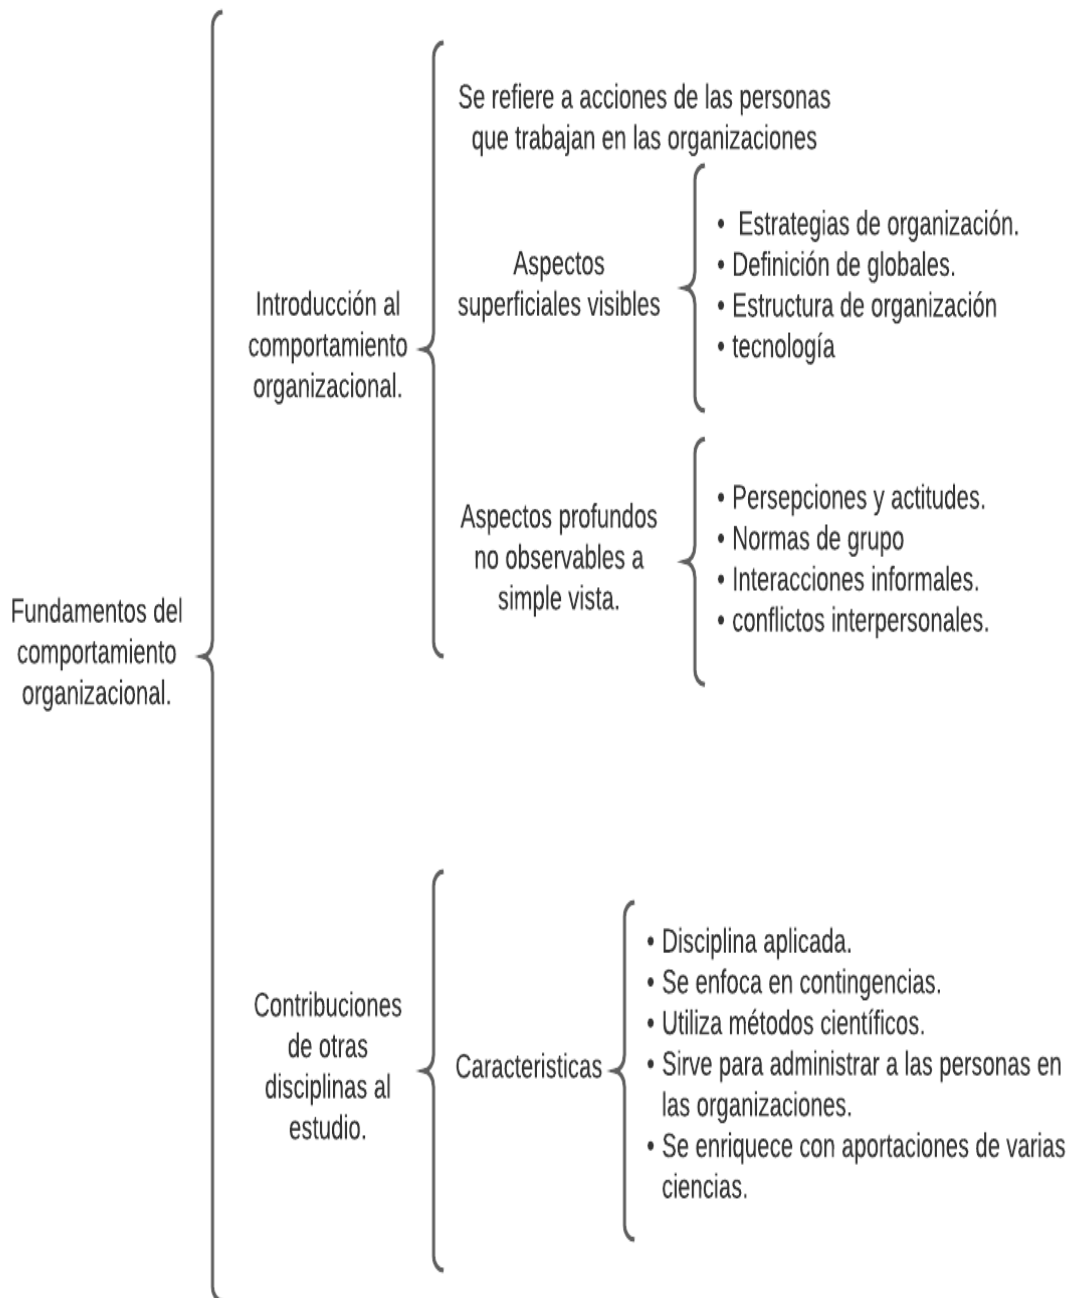 Fundamentos del
comportamiento
organizacional.
Introducción al
comportamiento
organizacional.
Se refiere a acciones de las personas
que trabajan en las organizaciones
Aspectos
superficiales visibles
• Estrategias de organización.
• Definición de globales.
• Estructura de organización
• tecnología
Aspectos profundos
no observables a
simple vista.
• Persepciones y actitudes.
• Normas de grupo
• Interacciones informales.
• conflictos interpersonales.
Contribuciones
de otras
disciplinas al
estudio.
Caracteristicas
• Disciplina aplicada.
• Se enfoca en contingencias.
• Utiliza métodos científicos.
• Sirve para administrar a las personas en
las organizaciones.
• Se enriquece con aportaciones de varias
ciencias.